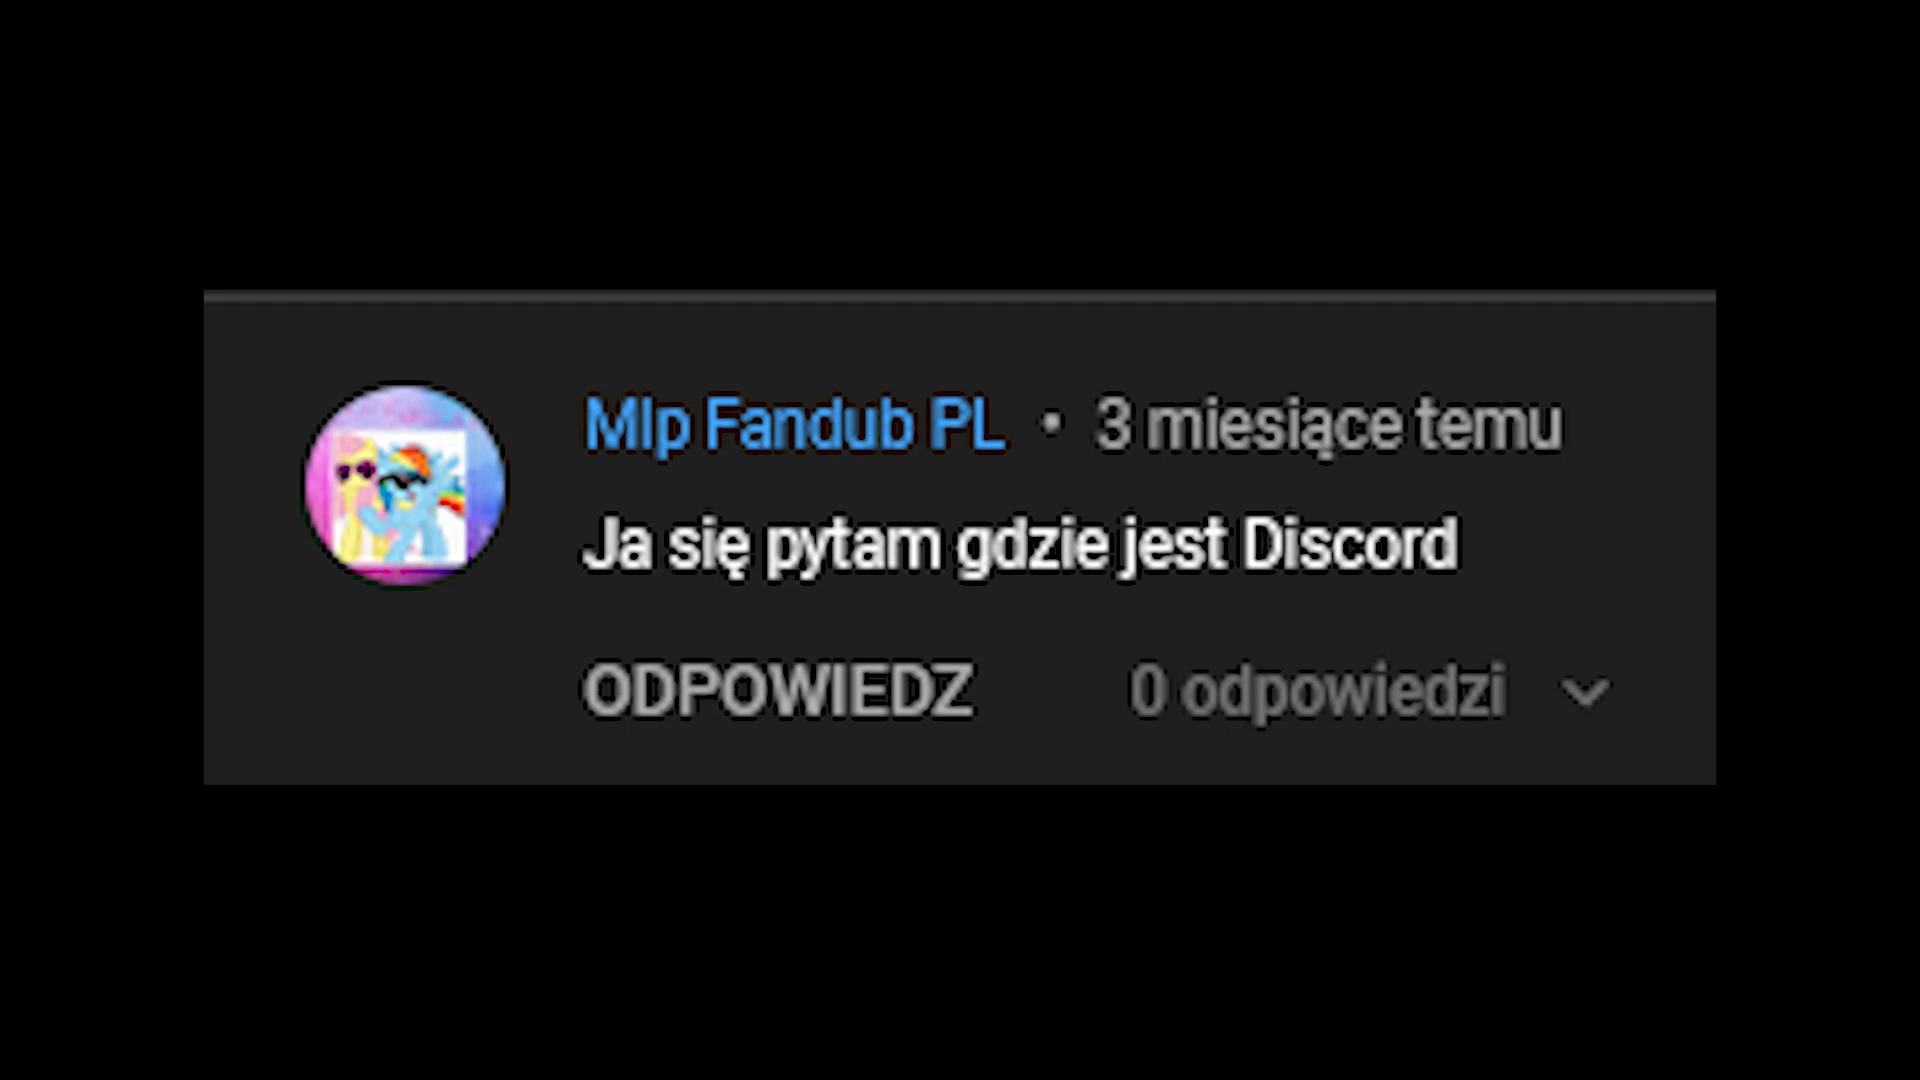 Mlp Fandub PL • 3 miesiące temu
Ja się pytam gdzie jest Discord
ODPOWIEDZ 0 odpowiedzi